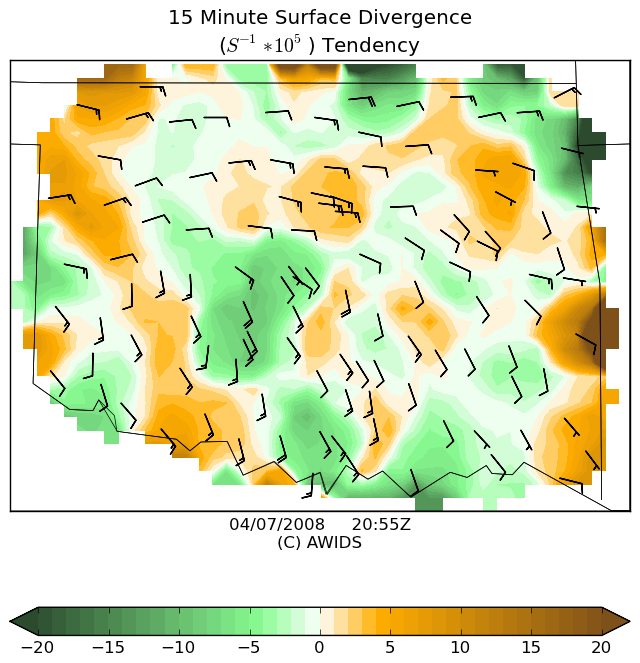 15 Minute Surface Divergence
(S⁻¹ * 10⁵ ) Tendency
04/07/2008 20:55Z
(C) AWIDS
−20 −15 −10 −5 0 5 10 15 20